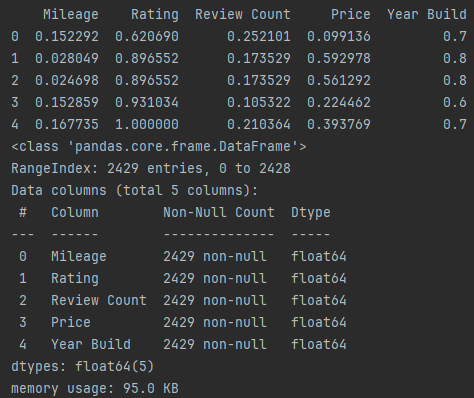 Mileage    Rating  Review Count     Price  Year Build
0  0.152292  0.620690      0.252101  0.099136         0.7
1  0.028049  0.896552      0.173529  0.592978         0.8
2  0.024698  0.896552      0.173529  0.561292         0.8
3  0.152859  0.931034      0.105322  0.224462         0.6
4  0.167735  1.000000      0.210364  0.393769         0.7
<class 'pandas.core.frame.DataFrame'>
RangeIndex: 2429 entries, 0 to 2428
Data columns (total 5 columns):
 #   Column        Non-Null Count  Dtype
---  ------        --------------  -----
 0   Mileage       2429 non-null   float64
 1   Rating        2429 non-null   float64
 2   Review Count  2429 non-null   float64
 3   Price         2429 non-null   float64
 4   Year Build    2429 non-null   float64
dtypes: float64(5)
memory usage: 95.0 KB